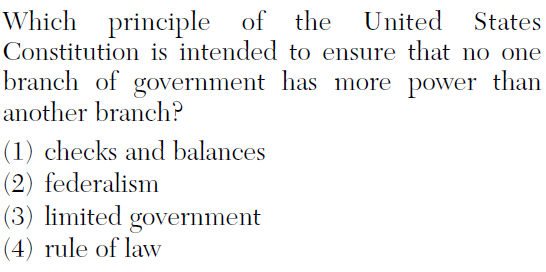 Which principle of the United States
Constitution is intended to ensure that no one
branch of government has more power than
another branch?
(1) checks and balances
(2) federalism
(3) limited government
(4) rule of law